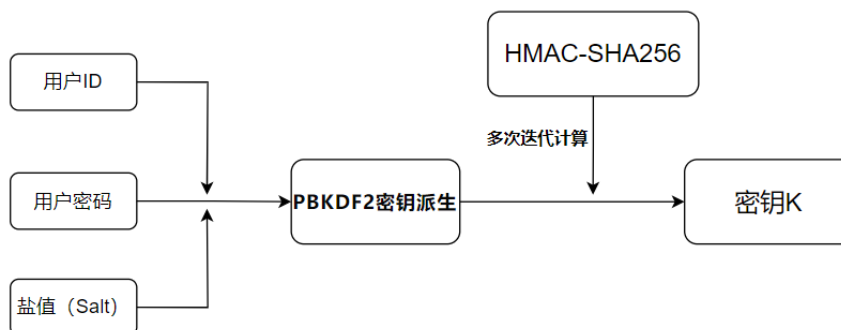 HMAC-SHA256
用户ID
多次迭代计算
用户密码
PBKDF2密钥派生
密钥K
盐值（Salt）